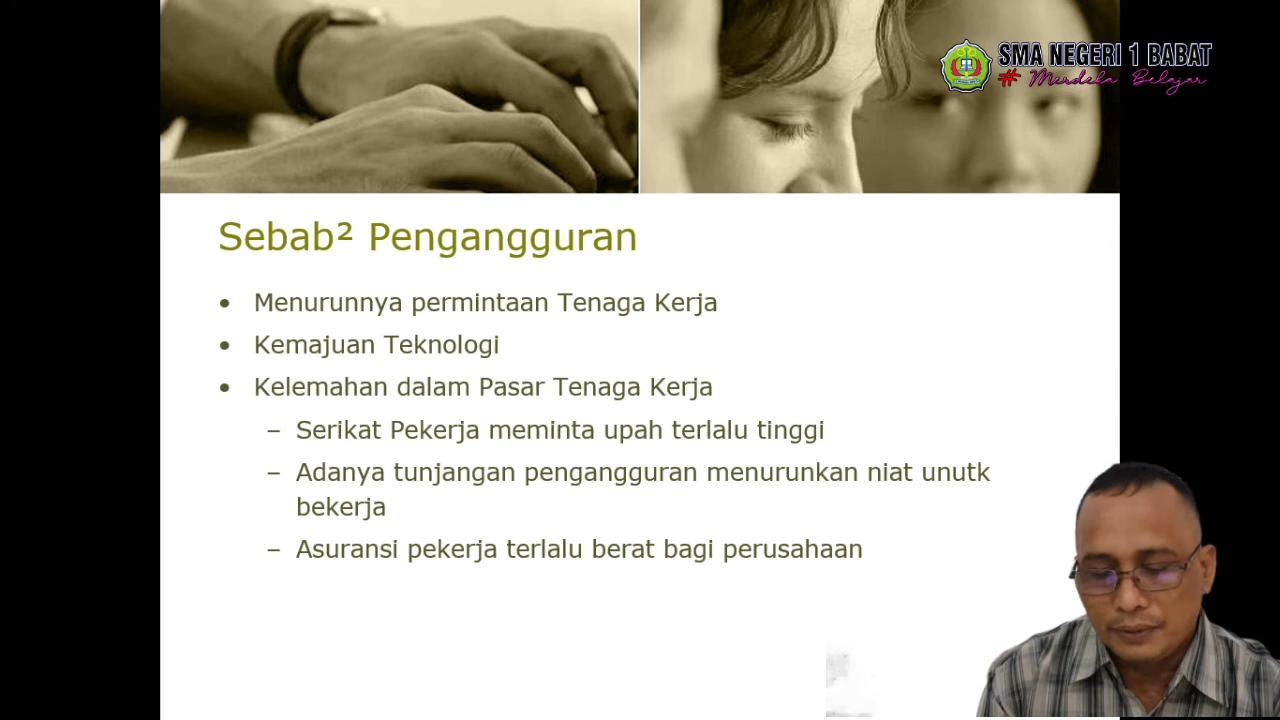 SMA NEGERI 1 BABAT
# Merdeka Belajar
Sebab² Pengangguran
• Menurunnya permintaan Tenaga Kerja
• Kemajuan Teknologi
• Kelemahan dalam Pasar Tenaga Kerja
– Serikat Pekerja meminta upah terlalu tinggi
– Adanya tunjangan pengangguran menurunkan niat unutk
bekerja
– Asuransi pekerja terlalu berat bagi perusahaan